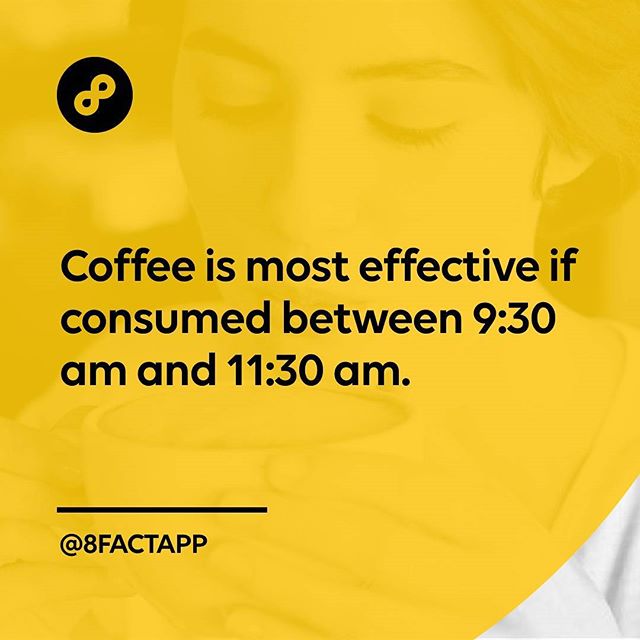 Coffee is most effective if
consumed between 9:30
am and 11:30 am.
@8FACTAPP